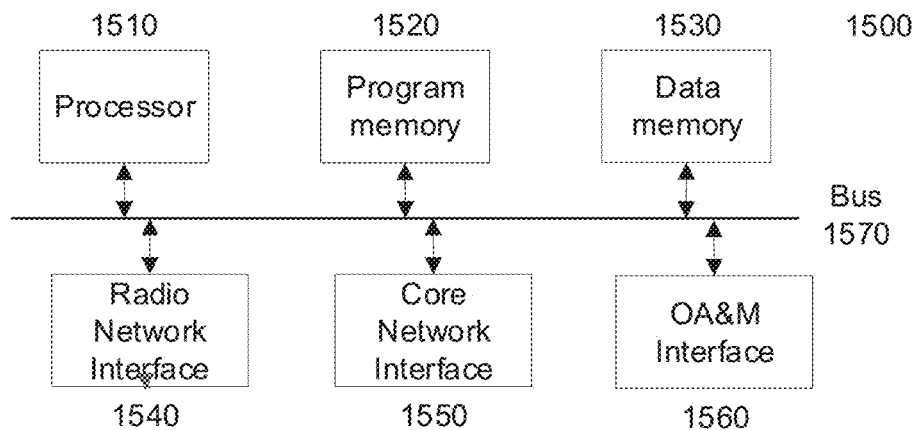 1510 1520 1530 1500
Processor
Program
memory
Data
memory
Bus
1570
Radio
Network
Interface
Core
Network
Interface
OA&M
Interface
1540 1550 1560